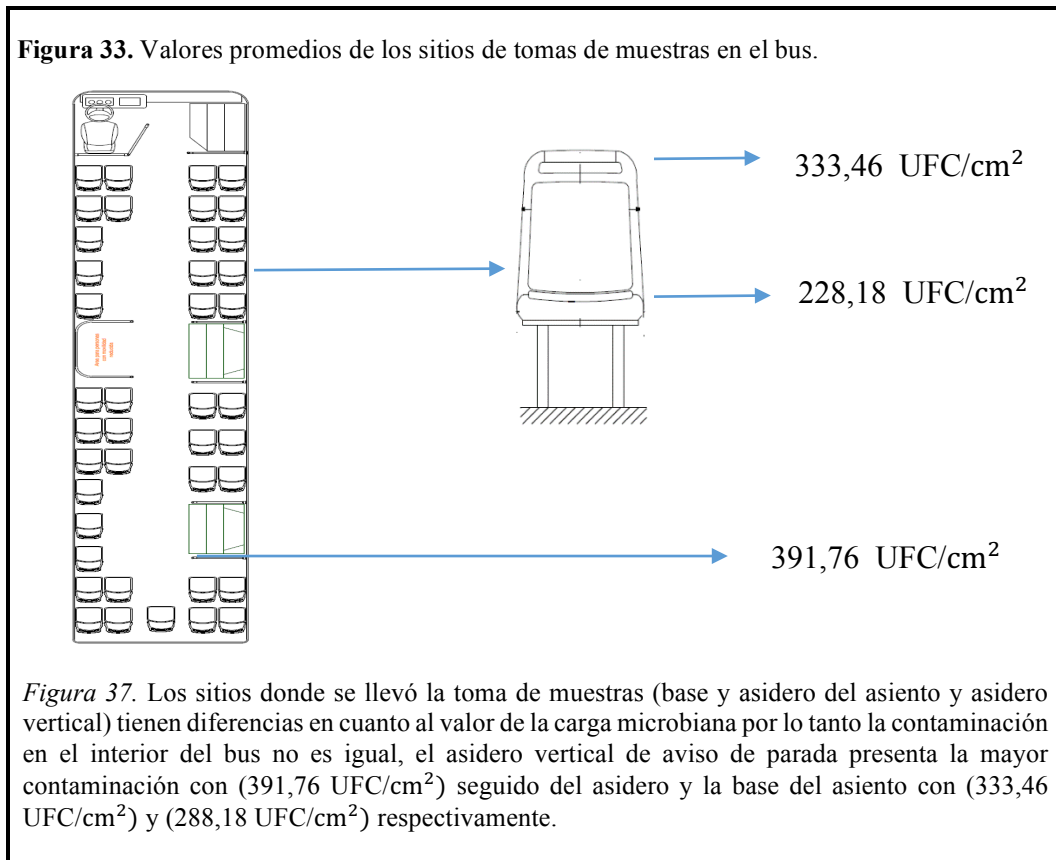 Figura 33. Valores promedios de los sitios de tomas de muestras en el bus.
333,46 UFC/cm²
228,18 UFC/cm²
391,76 UFC/cm²
Figura 37. Los sitios donde se llevó la toma de muestras (base y asidero del asiento y asidero
vertical) tienen diferencias en cuanto al valor de la carga microbiana por lo tanto la contaminación
en el interior del bus no es igual, el asidero vertical de aviso de parada presenta la mayor
contaminación con (391,76 UFC/cm²) seguido del asidero y la base del asiento con (333,46
UFC/cm²) y (288,18 UFC/cm²) respectivamente.